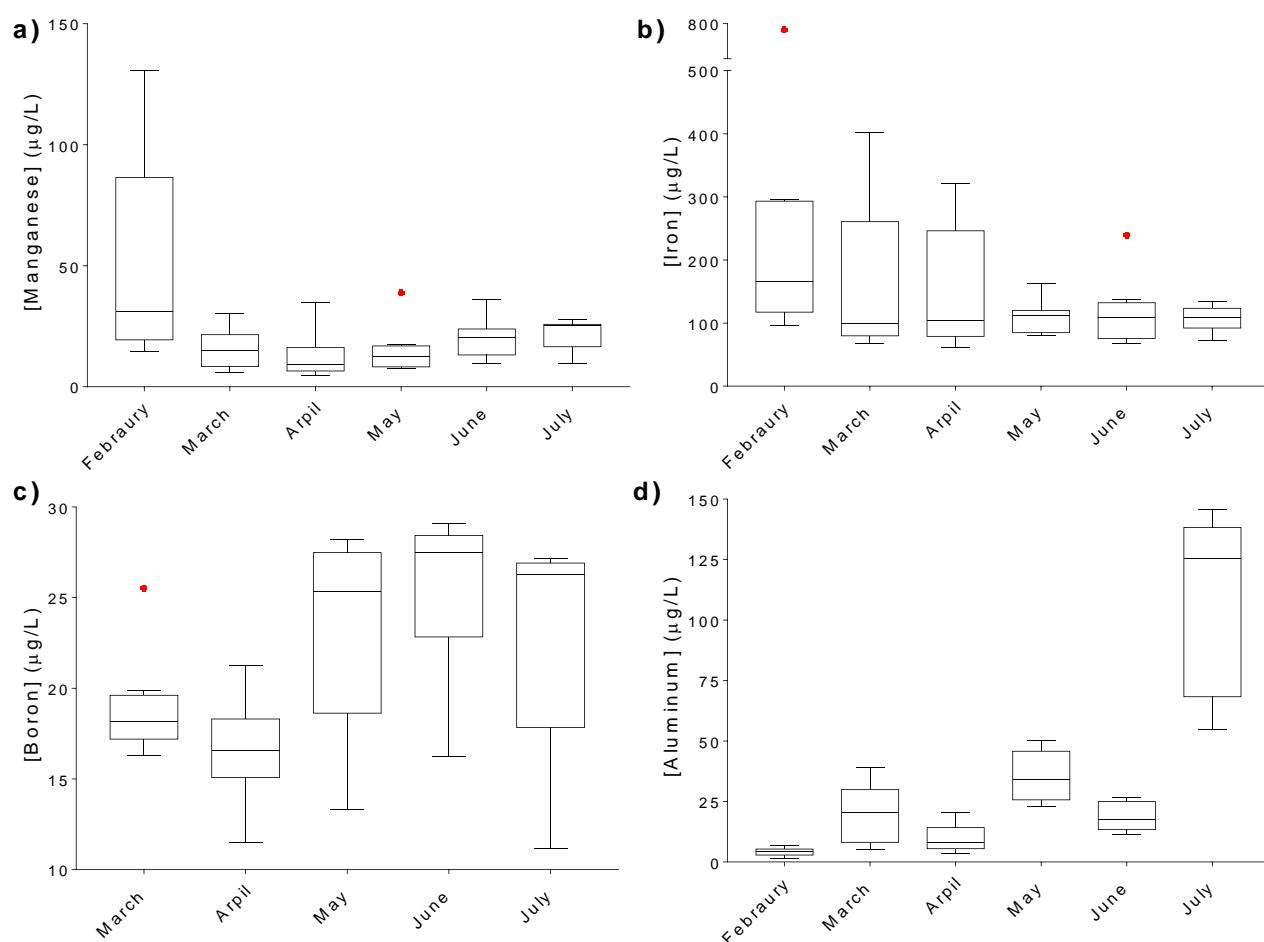 a)
[Manganese] (μg/L)
150
100
50
0
Febraury
March
Arpil
May
June
July
b)
[Iron] (μg/L)
800
500
400
300
200
100
0
Febraury
March
Arpil
May
June
July
c)
[Boron] (μg/L)
30
25
20
15
10
March
Arpil
May
June
July
d)
[Aluminum] (μg/L)
150
125
100
75
50
25
0
Febraury
March
Arpil
May
June
July